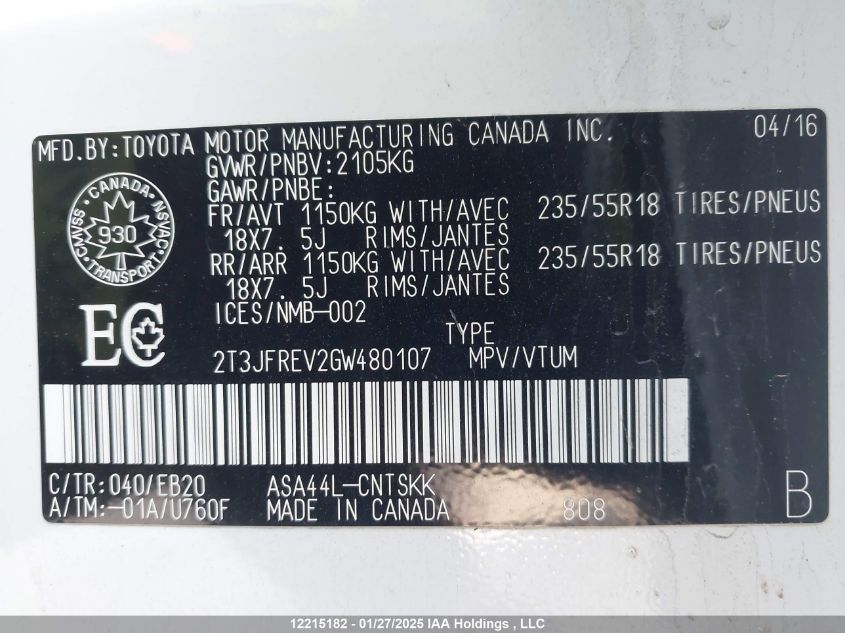 MFD.BY:TOYOTA MOTOR MANUFACTURING CANADA INC. 04/16
GVWR/PNBV:2105KG
GAWR/PNBE:
FR/AVT 1150KG WITH/AVEC 235/55R18 TIRES/PNEUS
18X7. 5J RIMS/JANTES
RR/ARR 1150KG WITH/AVEC 235/55R18 TIRES/PNEUS
18X7. 5J RIMS/JANTES
ICES/NMB-002
CANADA
CMVSS 930 NSVAC
TRANSPORT
EC
TYPE
2T3JFREV2GW480107 MPV/VTUM
C/TR:040/EB20 ASA44L-CNTSKK
A/TM:-01A/U760F MADE IN CANADA 808 B
12215182 - 01/27/2025 IAA Holdings , LLC